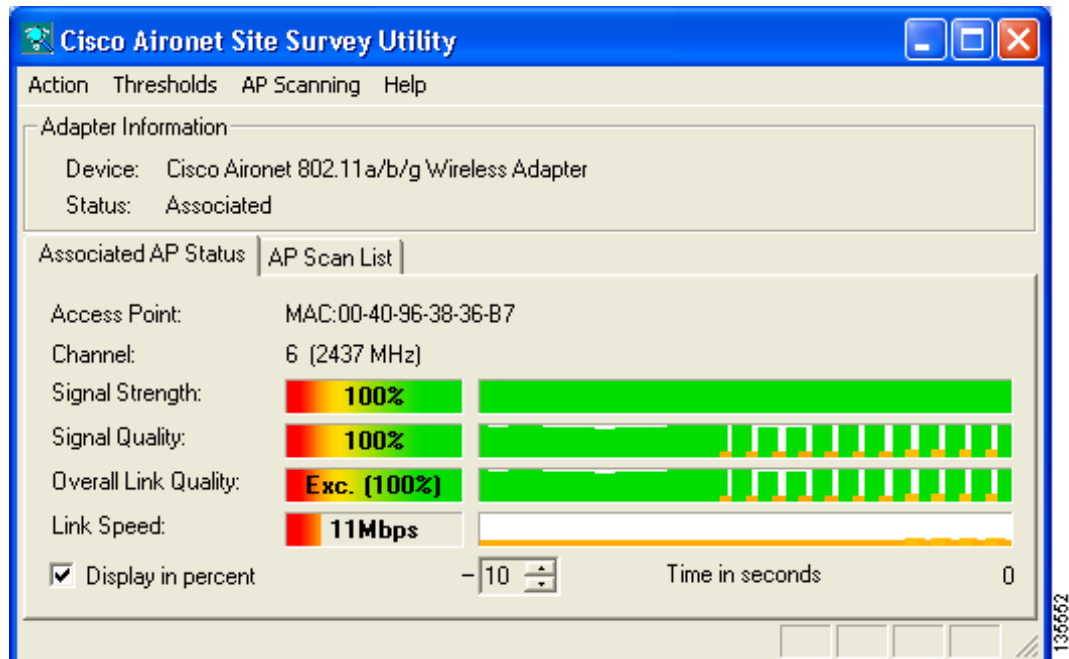 Cisco Aironet Site Survey Utility
Action Thresholds AP Scanning Help
Adapter Information
Device: Cisco Aironet 802.11a/b/g Wireless Adapter
Status: Associated
Associated AP Status AP Scan List
Access Point: MAC:00-40-96-38-36-B7
Channel: 6 (2437 MHz)
Signal Strength: 100%
Signal Quality: 100%
Overall Link Quality: Exc. (100%)
Link Speed: 11Mbps
Display in percent -10 Time in seconds 0
135552